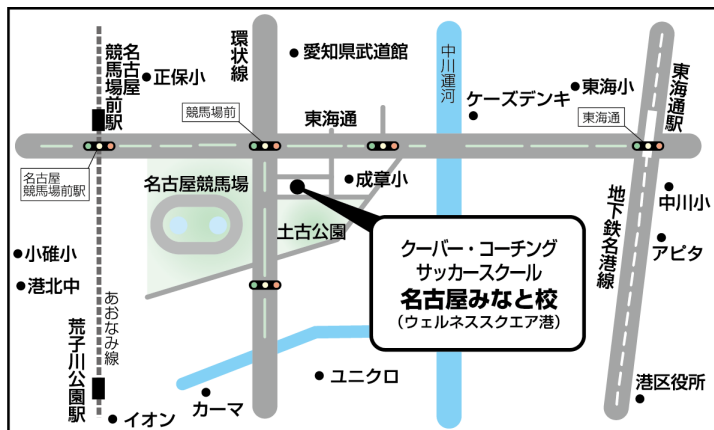 名古屋
競馬場前駅
正保小
環状線
愛知県武道館
中川運河
ケーズデンキ
東海小
東海通駅
競馬場前
東海通
東海通
名古屋
競馬場前駅
名古屋競馬場
成章小
土古公園
中川小
アピタ
地下鉄名港線
小碓小
港北中
あおなみ線
荒子川公園駅
クーバー・コーチング
サッカースクール
名古屋みなと校
（ウェルネススクエア港）
イオン
カーマ
ユニクロ
港区役所